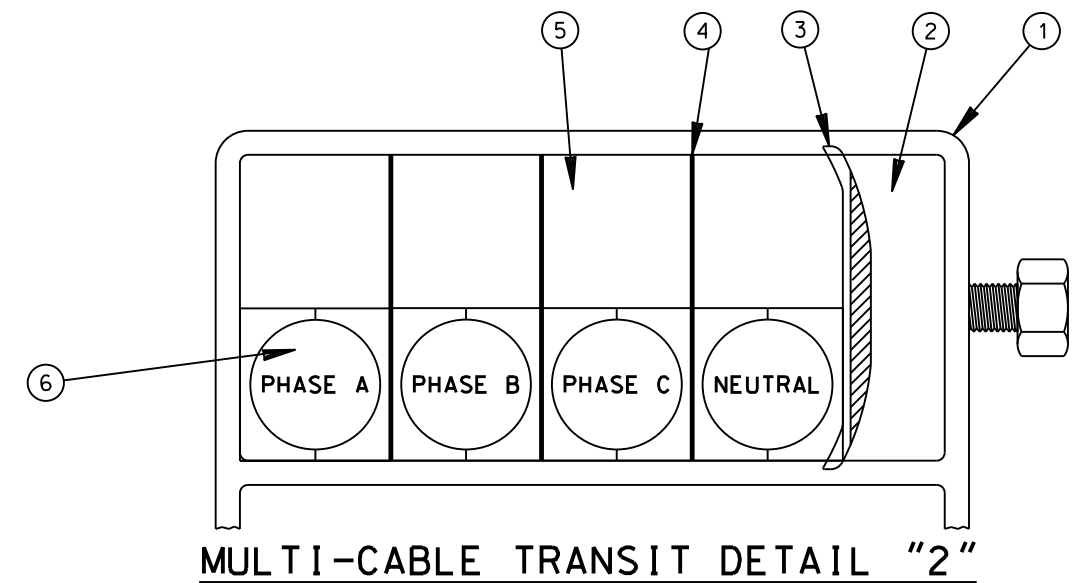 5 4 3 2 1
6
PHASE A PHASE B PHASE C NEUTRAL
MULTI-CABLE TRANSIT DETAIL "2"